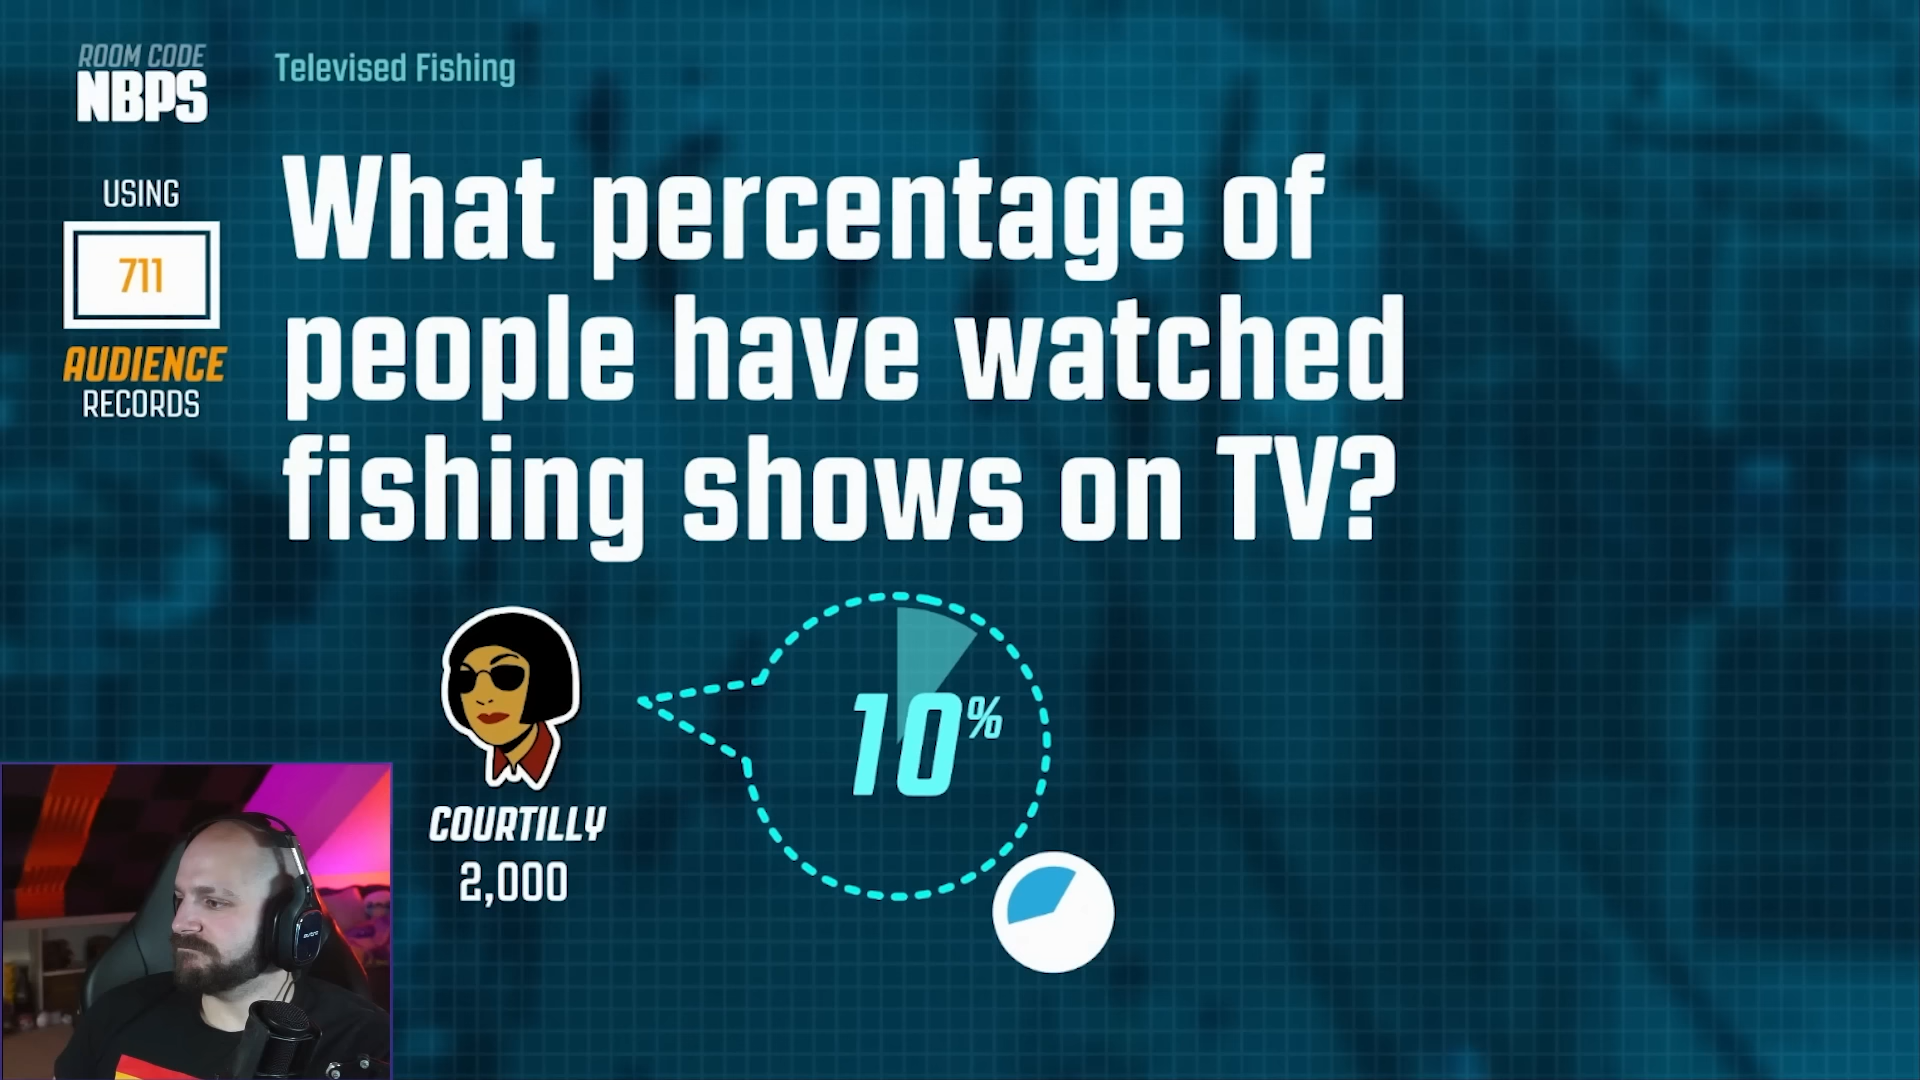 ROOM CODE
NBPS
Televised Fishing
USING
711
AUDIENCE
RECORDS
What percentage of
people have watched
fishing shows on TV?
10%
COURTILLY
2,000